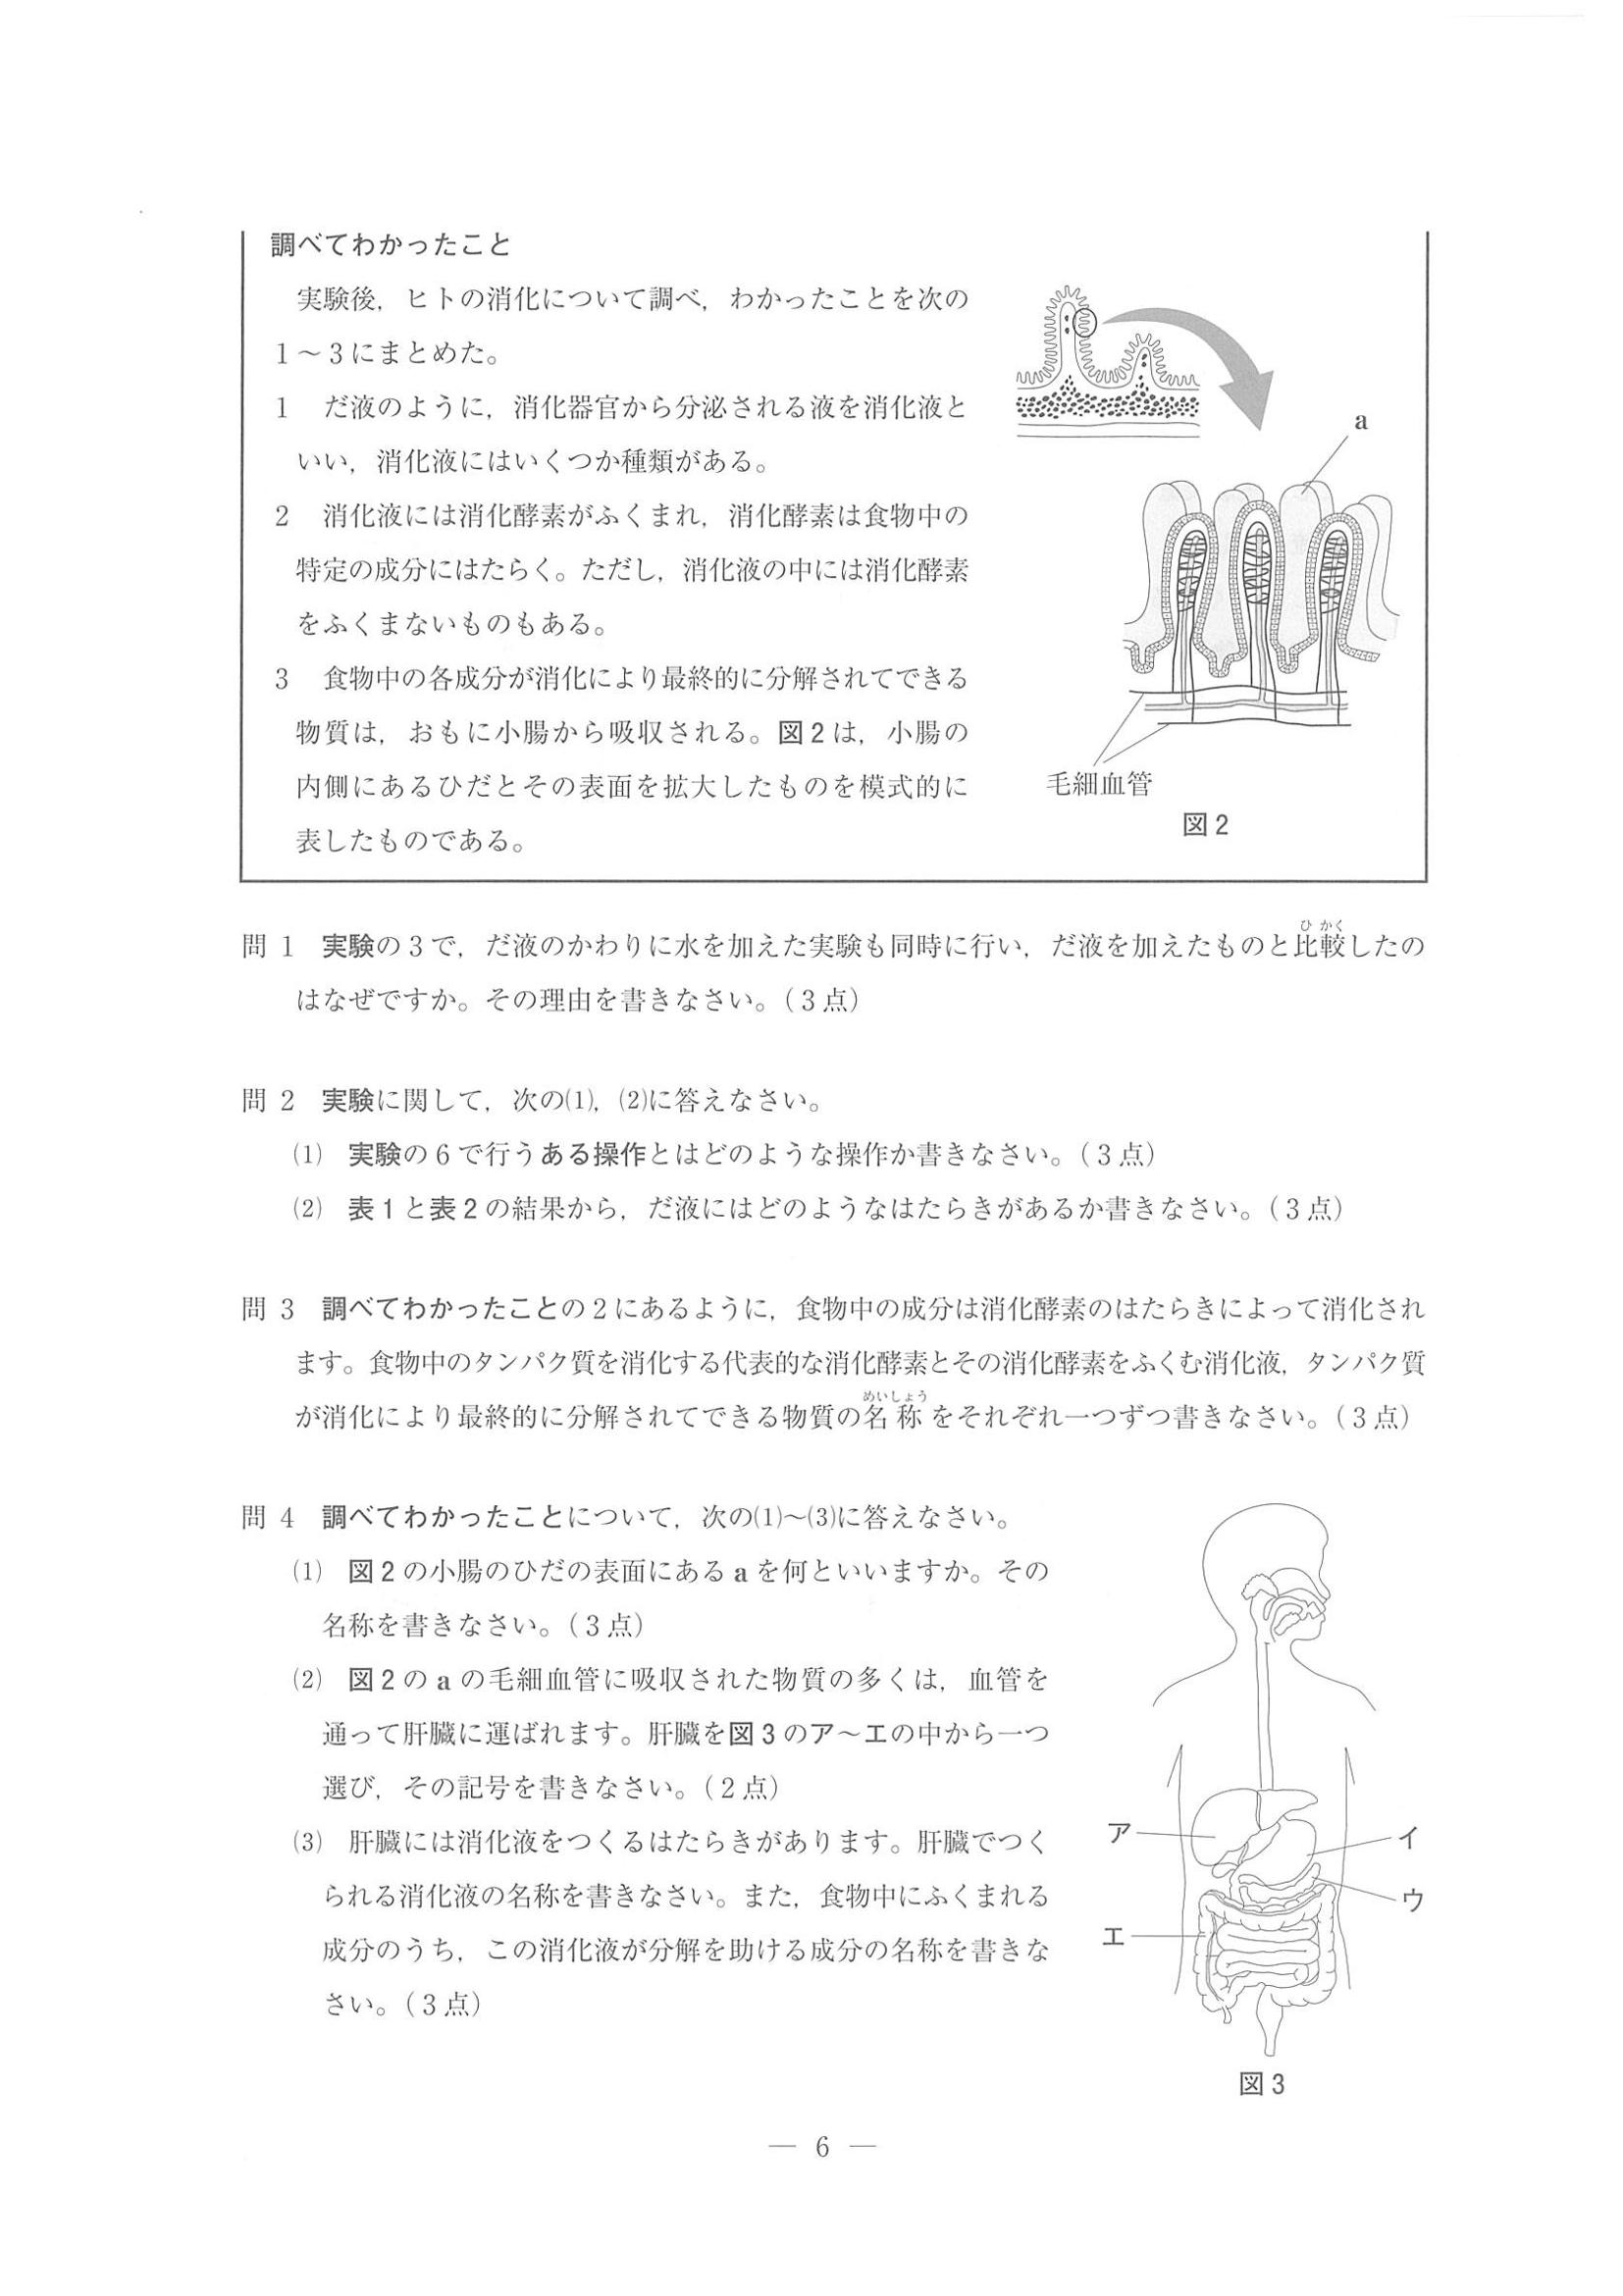 調べてわかったこと
実験後，ヒトの消化について調べ，わかったことを次の
1～3にまとめた。
1　だ液のように，消化器官から分泌される液を消化液と
いい，消化液にはいくつか種類がある。
2　消化液には消化酵素がふくまれ，消化酵素は食物中の
特定の成分にはたらく。ただし，消化液の中には消化酵素
をふくまないものもある。
3　食物中の各成分が消化により最終的に分解されてできる
物質は，おもに小腸から吸収される。図2は，小腸の
内側にあるひだとその表面を拡大したものを模式的に
表したものである。
a
毛細血管
図2
問1　実験の3で，だ液のかわりに水を加えた実験も同時に行い，だ液を加えたものと比較したの
ひかく
はなぜですか。その理由を書きなさい。（3点）
問2　実験に関して，次の(1)，(2)に答えなさい。
(1)　実験の6で行うある操作とはどのような操作か書きなさい。（3点）
(2)　表1と表2の結果から，だ液にはどのようなはたらきがあるか書きなさい。（3点）
問3　調べてわかったことの2にあるように，食物中の成分は消化酵素のはたらきによって消化され
ます。食物中のタンパク質を消化する代表的な消化酵素とその消化酵素をふくむ消化液，タンパク質
めいしょう
が消化により最終的に分解されてできる物質の名称をそれぞれ一つずつ書きなさい。（3点）
問4　調べてわかったことについて，次の(1)～(3)に答えなさい。
(1)　図2の小腸のひだの表面にあるaを何といいますか。その
名称を書きなさい。（3点）
(2)　図2のaの毛細血管に吸収された物質の多くは，血管を
通って肝臓に運ばれます。肝臓を図3のア～エの中から一つ
選び，その記号を書きなさい。（2点）
(3)　肝臓には消化液をつくるはたらきがあります。肝臓でつく
られる消化液の名称を書きなさい。また，食物中にふくまれる
成分のうち，この消化液が分解を助ける成分の名称を書きな
さい。（3点）
ア
イ
ウ
エ
図3
— 6 —